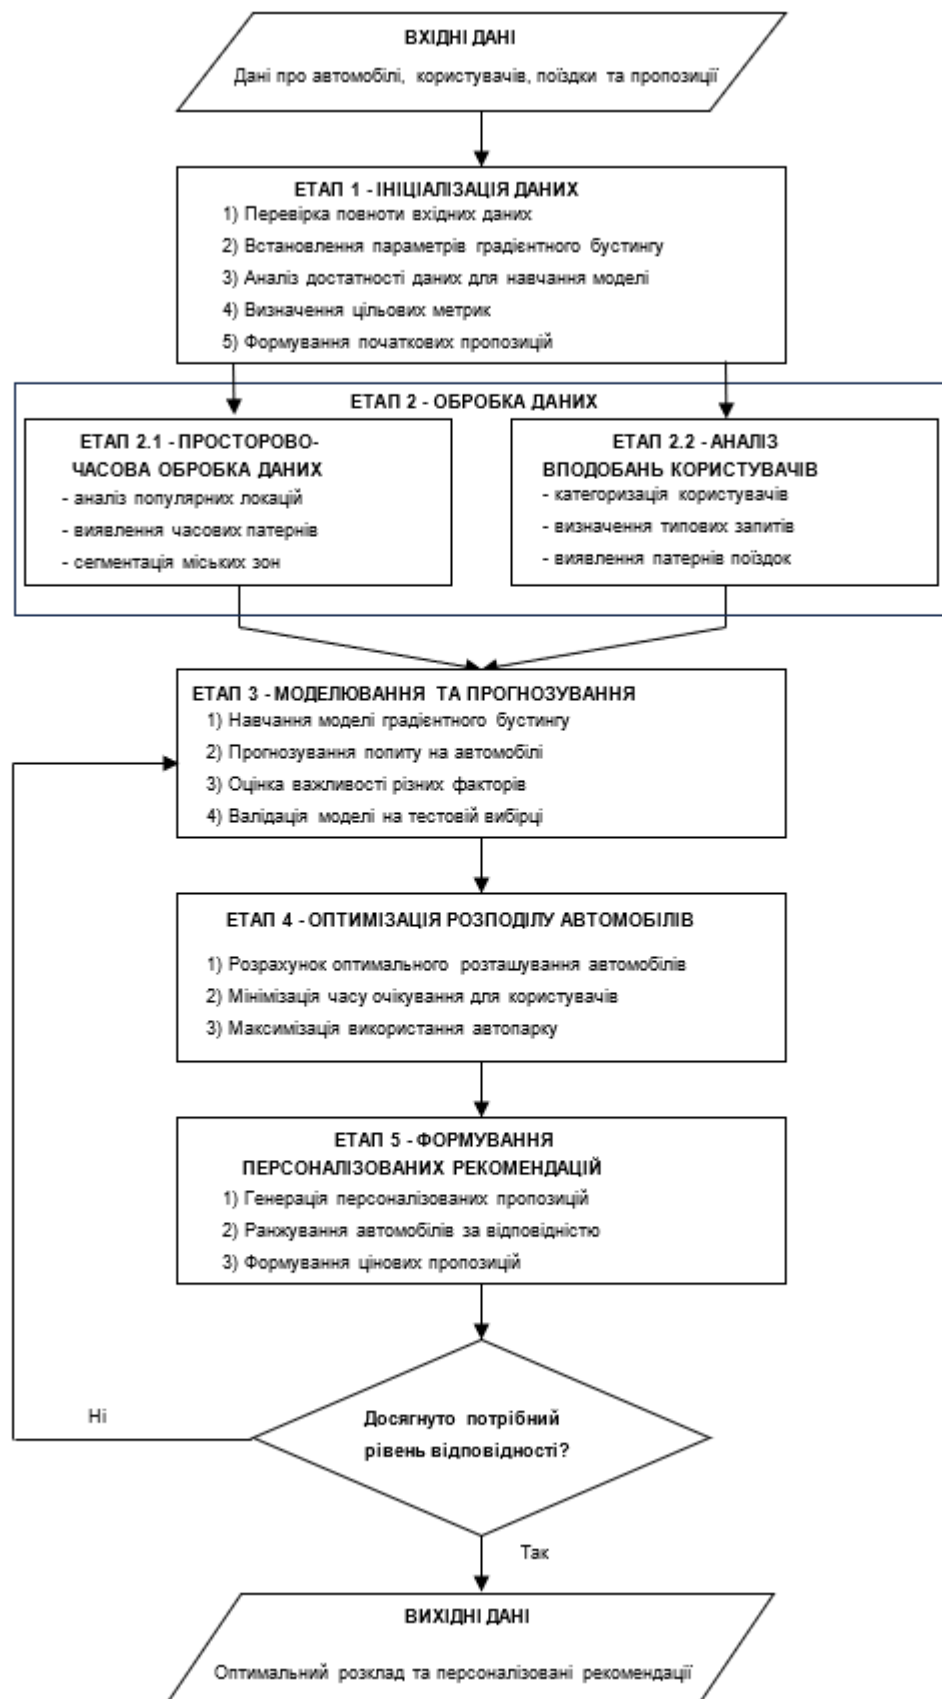 ВХІДНІ ДАНІ
Дані про автомобілі, користувачів, поїздки та пропозиції
ЕТАП 1 - ІНІЦІАЛІЗАЦІЯ ДАНИХ
1) Перевірка повноти вхідних даних
2) Встановлення параметрів градієнтного бустингу
3) Аналіз достатності даних для навчання моделі
4) Визначення цільових метрик
5) Формування початкових пропозицій
ЕТАП 2 - ОБРОБКА ДАНИХ
ЕТАП 2.1 - ПРОСТОРОВО-
ЧАСОВА ОБРОБКА ДАНИХ
- аналіз популярних локацій
- виявлення часових патернів
- сегментація міських зон
ЕТАП 2.2 - АНАЛІЗ
ВПОДОБАНЬ КОРИСТУВАЧІВ
- категоризація користувачів
- визначення типових запитів
- виявлення патернів поїздок
ЕТАП 3 - МОДЕЛЮВАННЯ ТА ПРОГНОЗУВАННЯ
1) Навчання моделі градієнтного бустингу
2) Прогнозування попиту на автомобілі
3) Оцінка важливості різних факторів
4) Валідація моделі на тестовій вибірці
ЕТАП 4 - ОПТИМІЗАЦІЯ РОЗПОДІЛУ АВТОМОБІЛІВ
1) Розрахунок оптимального розташування автомобілів
2) Мінімізація часу очікування для користувачів
3) Максимізація використання автопарку
ЕТАП 5 - ФОРМУВАННЯ
ПЕРСОНАЛІЗОВАНИХ РЕКОМЕНДАЦІЙ
1) Генерація персоналізованих пропозицій
2) Ранжування автомобілів за відповідністю
3) Формування цінових пропозицій
Ні
Досягнуто потрібний
рівень відповідності?
Так
ВИХІДНІ ДАНІ
Оптимальний розклад та персоналізовані рекомендації